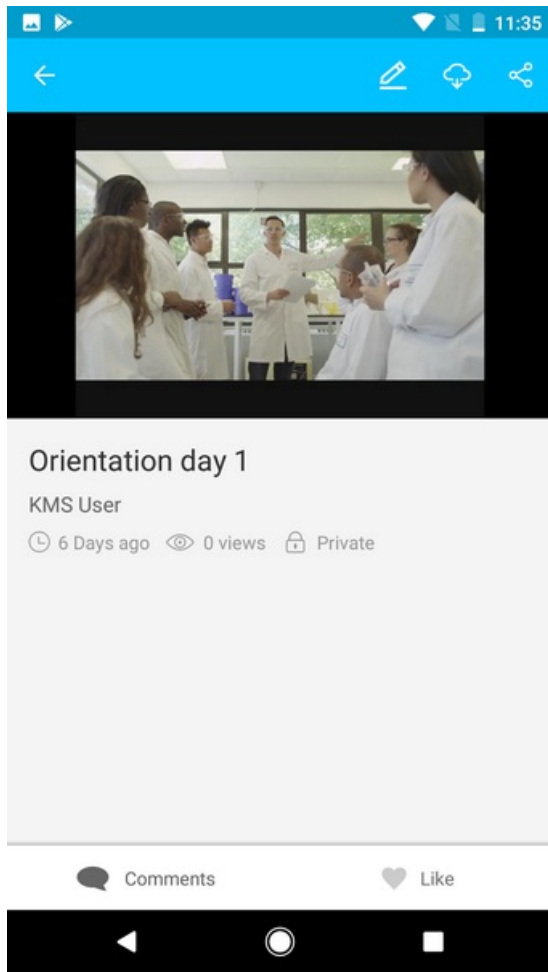 11:35
Orientation day 1
KMS User
6 Days ago 0 views Private
Comments Like